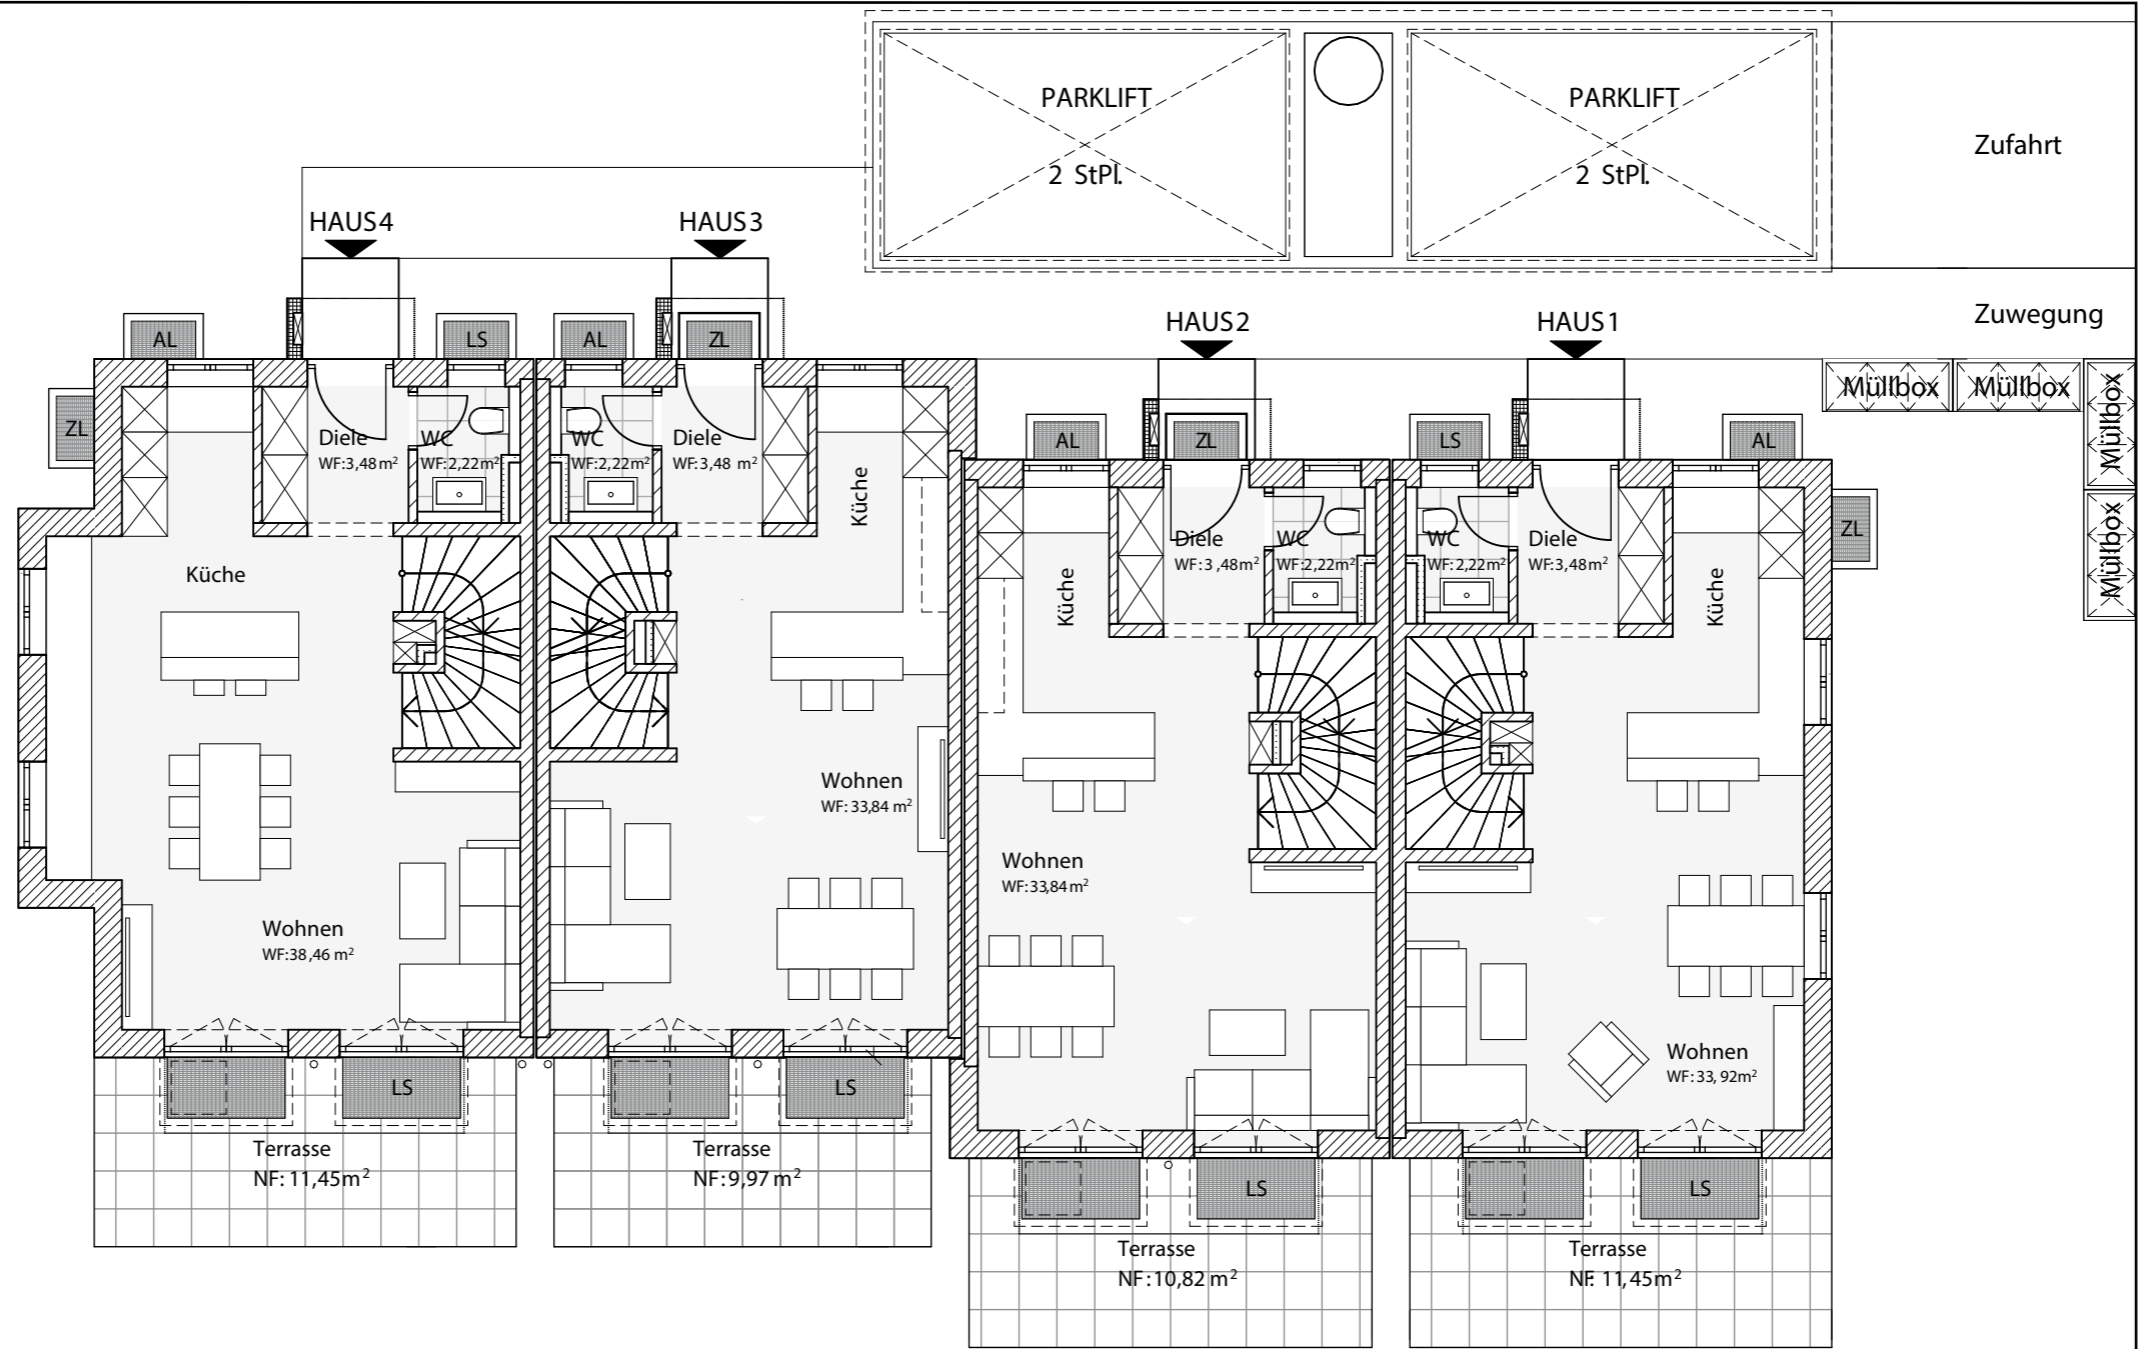 PARKLIFT
2 StPl.
PARKLIFT
2 StPl.
Zufahrt
HAUS4
HAUS3
Zuwegung
HAUS2
HAUS1
AL
LS
AL
ZL
Müllbox
Müllbox
Müllbox
Müllbox
ZL
Diele
WF:3,48m²
WC
WF:2,22m²
WC
WF:2,22m²
Diele
WF:3,48 m²
Küche
AL
ZL
LS
AL
ZL
Küche
Küche
Diele
WF:3,48m²
WC
WF:2,22m²
WC
WF:2,22m²
Diele
WF:3,48m²
Küche
Wohnen
WF:33,84 m²
Wohnen
WF:33,84m²
Wohnen
WF:38,46 m²
Wohnen
WF:33,92m²
LS
LS
Terrasse
NF:11,45m²
Terrasse
NF:9,97m²
LS
LS
Terrasse
NF:10,82m²
Terrasse
NF: 11,45m²